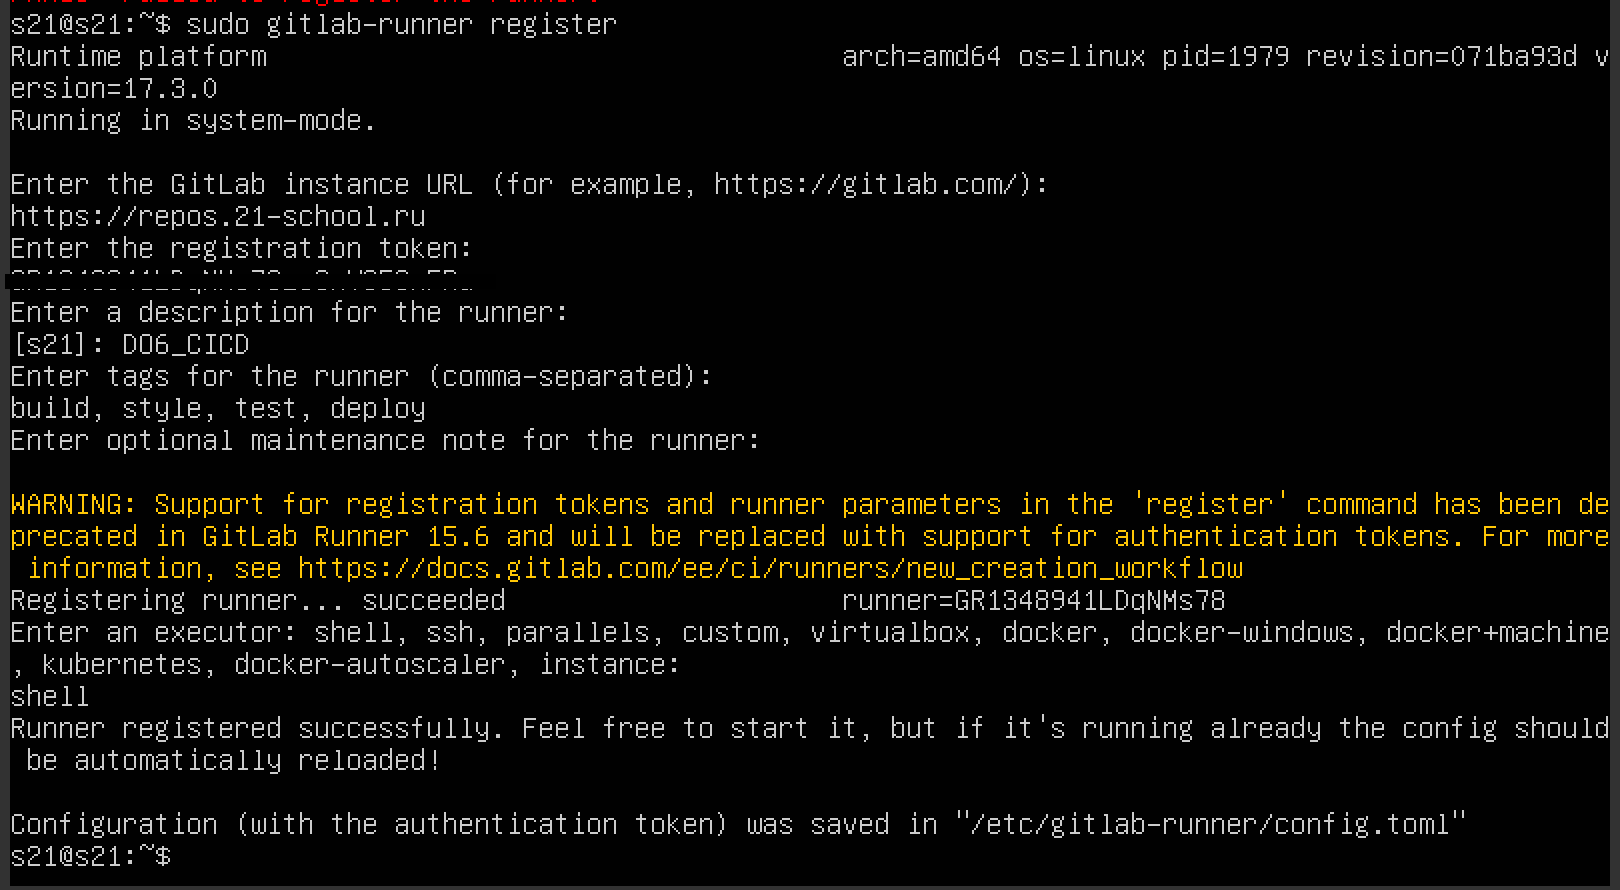 s21@s21:~$ sudo gitlab-runner register
Runtime platform                                    arch=amd64 os=linux pid=1979 revision=071ba93d v
ersion=17.3.0
Running in system-mode.
Enter the GitLab instance URL (for example, https://gitlab.com/):
https://repos.21-school.ru
Enter the registration token:
Enter a description for the runner:
[s21]: DO6_CICD
Enter tags for the runner (comma-separated):
build, style, test, deploy
Enter optional maintenance note for the runner:
WARNING: Support for registration tokens and runner parameters in the 'register' command has been de
precated in GitLab Runner 15.6 and will be replaced with support for authentication tokens. For more
 information, see https://docs.gitlab.com/ee/ci/runners/new_creation_workflow
Registering runner... succeeded                     runner=GR1348941LDqNMs78
Enter an executor: shell, ssh, parallels, custom, virtualbox, docker, docker-windows, docker+machine
, kubernetes, docker-autoscaler, instance:
shell
Runner registered successfully. Feel free to start it, but if it's running already the config should
 be automatically reloaded!
Configuration (with the authentication token) was saved in "/etc/gitlab-runner/config.toml"
s21@s21:~$